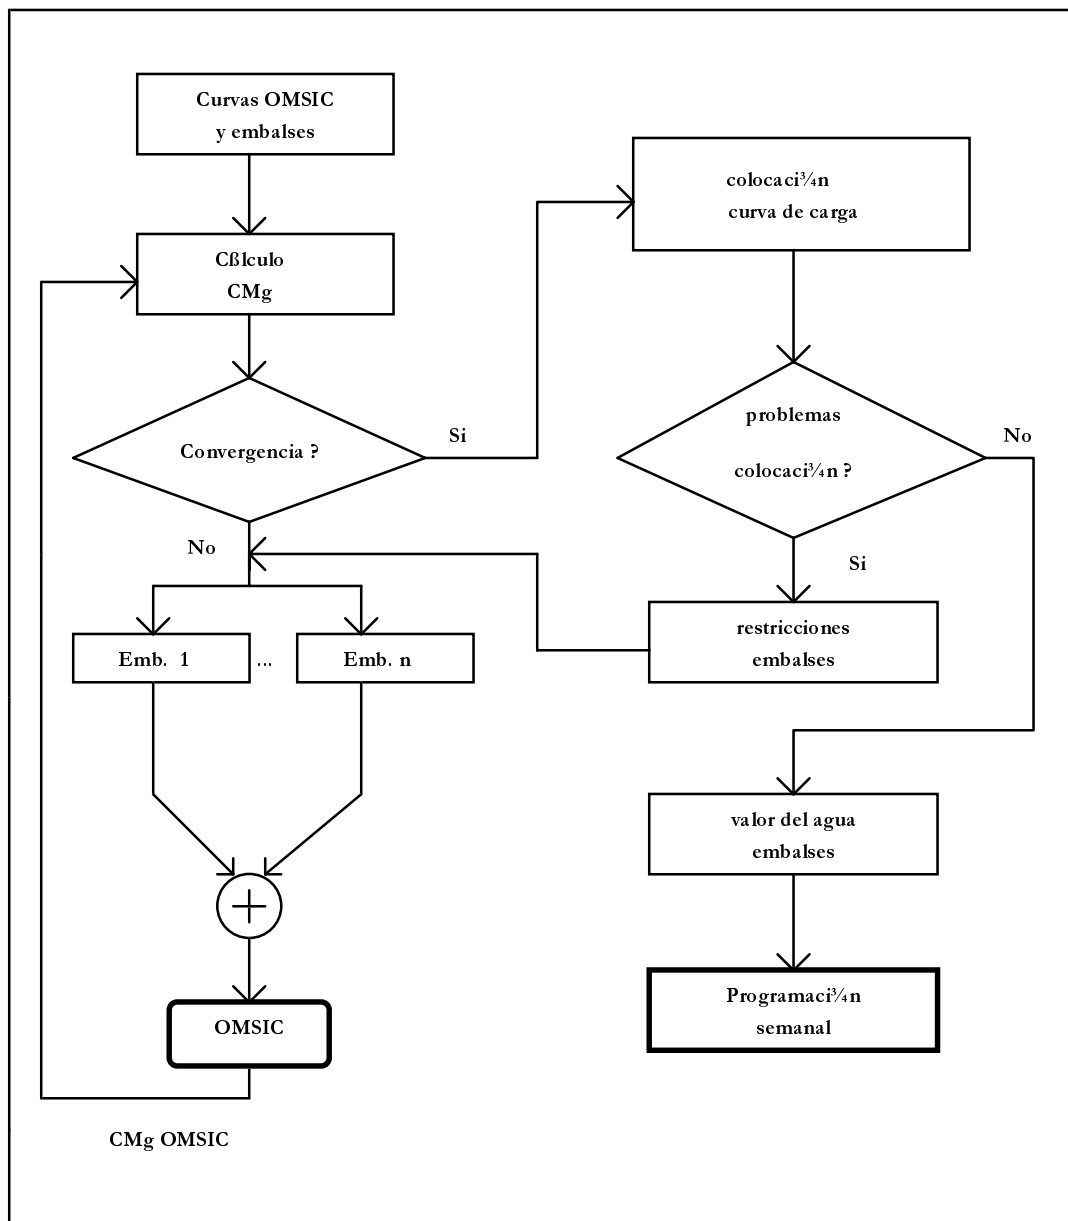 Curvas OMSIC
y embalses
Cßlculo
CMg
Convergencia ?
Si
No
Emb. 1
...
Emb. n
OMSIC
CMg OMSIC
colocaci¾n
curva de carga
problemas
colocaci¾n ?
No
Si
restricciones
embalses
valor del agua
embalses
Programaci¾n
semanal